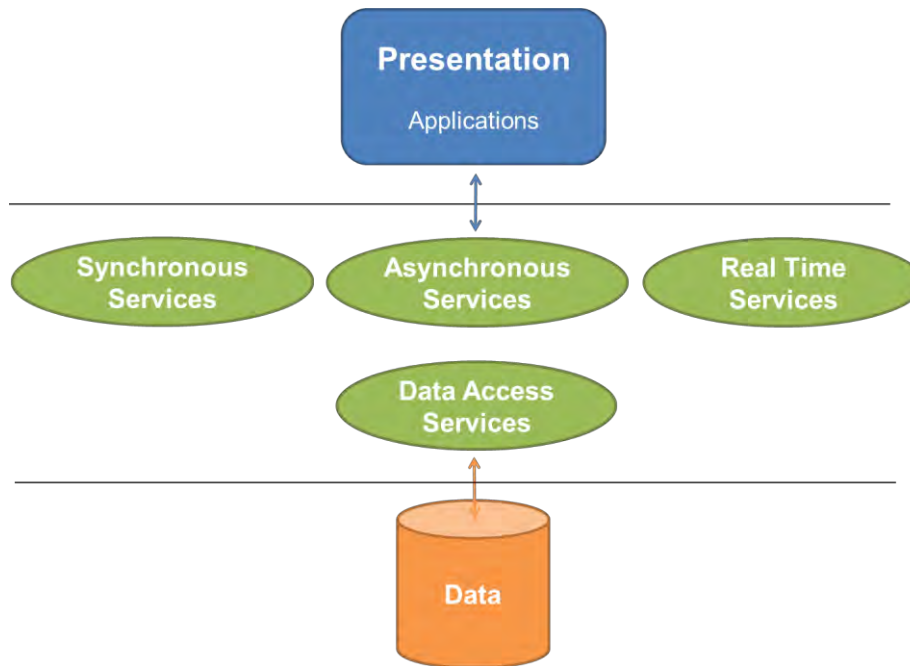 Presentation
Applications
Synchronous
Services
Asynchronous
Services
Real Time
Services
Data Access
Services
Data